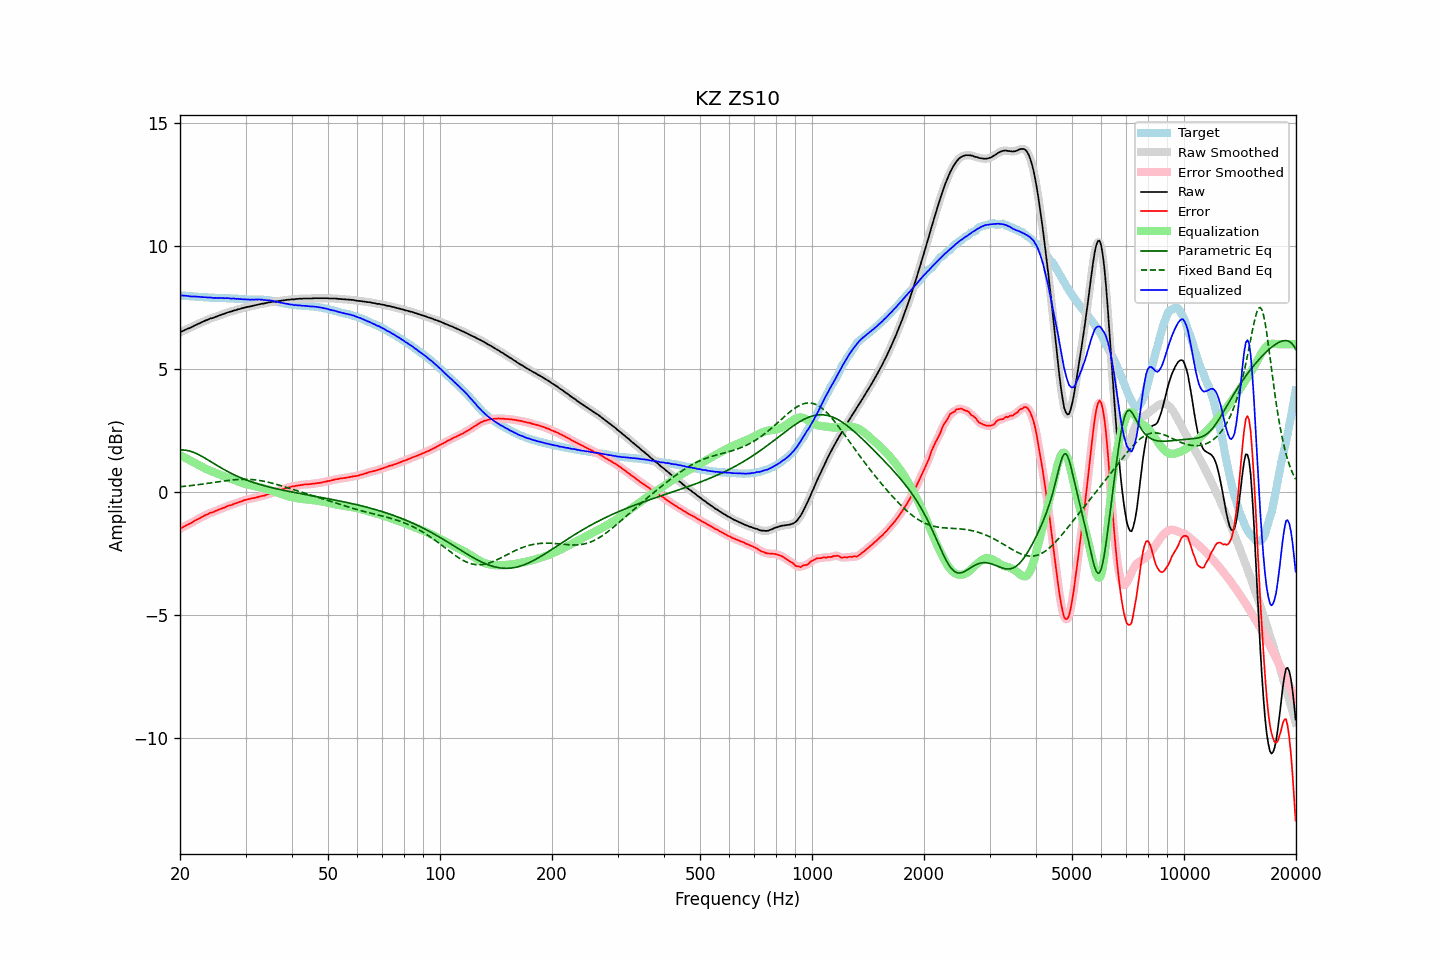 KZ ZS10
Amplitude (dBr)
15
10
5
0
−5
−10
20
50
100
200
500
1000
2000
5000
10000
20000
Frequency (Hz)
Target
Raw Smoothed
Error Smoothed
Raw
Error
Equalization
Parametric Eq
Fixed Band Eq
Equalized